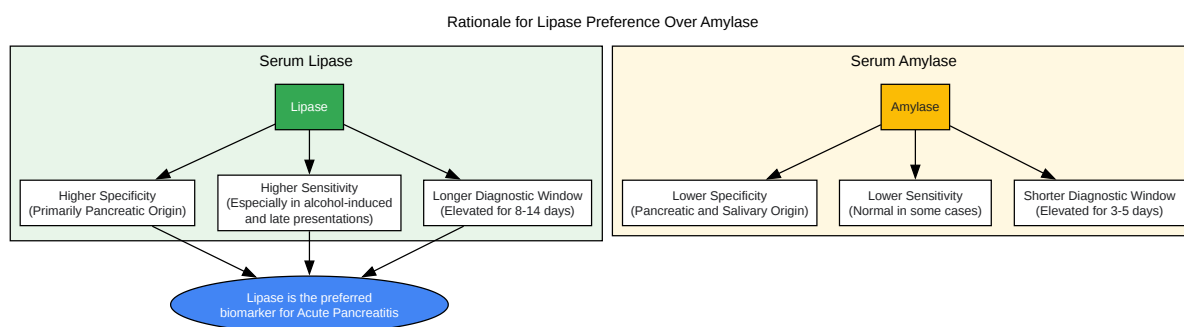 Rationale for Lipase Preference Over Amylase
Serum Lipase
Lipase
Higher Specificity
(Primarily Pancreatic Origin)
Higher Sensitivity
(Especially in alcohol-induced
and late presentations)
Longer Diagnostic Window
(Elevated for 8-14 days)
Lipase is the preferred
biomarker for Acute Pancreatitis
Serum Amylase
Amylase
Lower Specificity
(Pancreatic and Salivary Origin)
Lower Sensitivity
(Normal in some cases)
Shorter Diagnostic Window
(Elevated for 3-5 days)